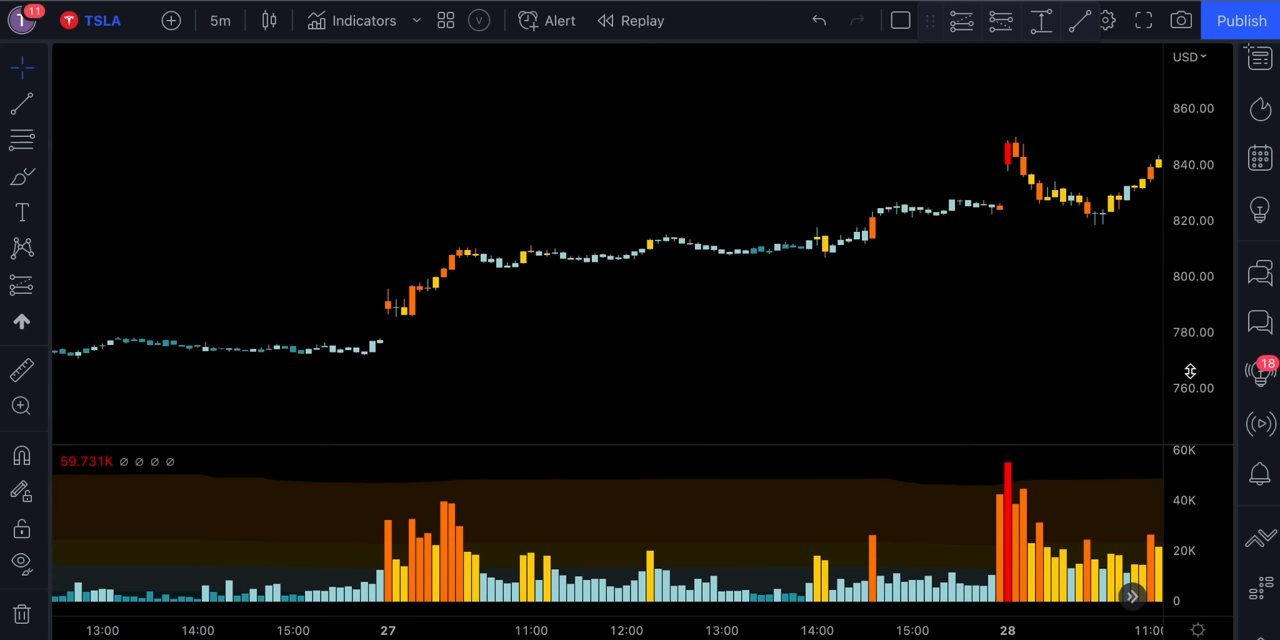 11 TSLA 5m Indicators V Alert Replay Publish
USD
860.00
840.00
820.00
800.00
780.00
18
760.00
59.731K ∅ ∅ ∅ ∅
60K
40K
20K
0
13:00 14:00 15:00 27 11:00 12:00 13:00 14:00 15:00 28 11:00